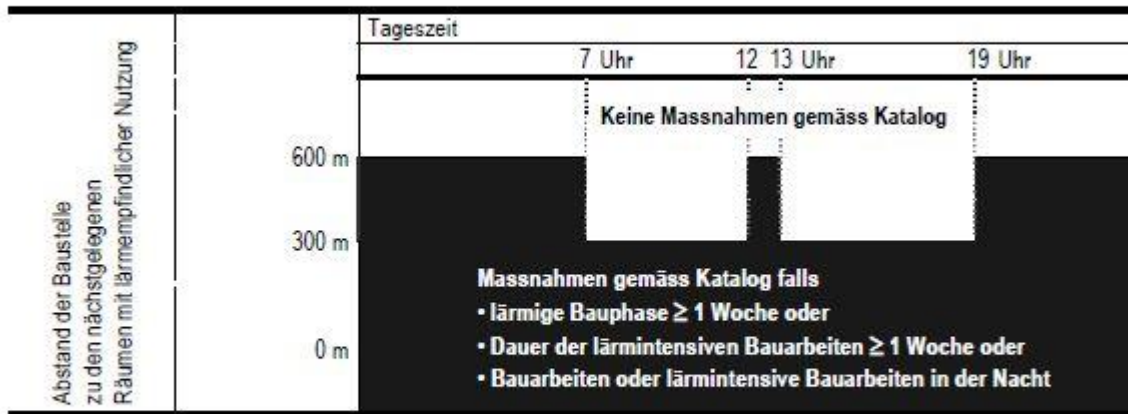 Tageszeit
7 Uhr 12 13 Uhr 19 Uhr
Abstand der Baustelle
zu den nächstgelegenen
Räumen mit lärmempfindlicher Nutzung
Keine Massnahmen gemäss Katalog
600 m
300 m
0 m
Massnahmen gemäss Katalog falls
• lärmige Bauphase ≥ 1 Woche oder
• Dauer der lärmintensiven Bauarbeiten ≥ 1 Woche oder
• Bauarbeiten oder lärmintensive Bauarbeiten in der Nacht